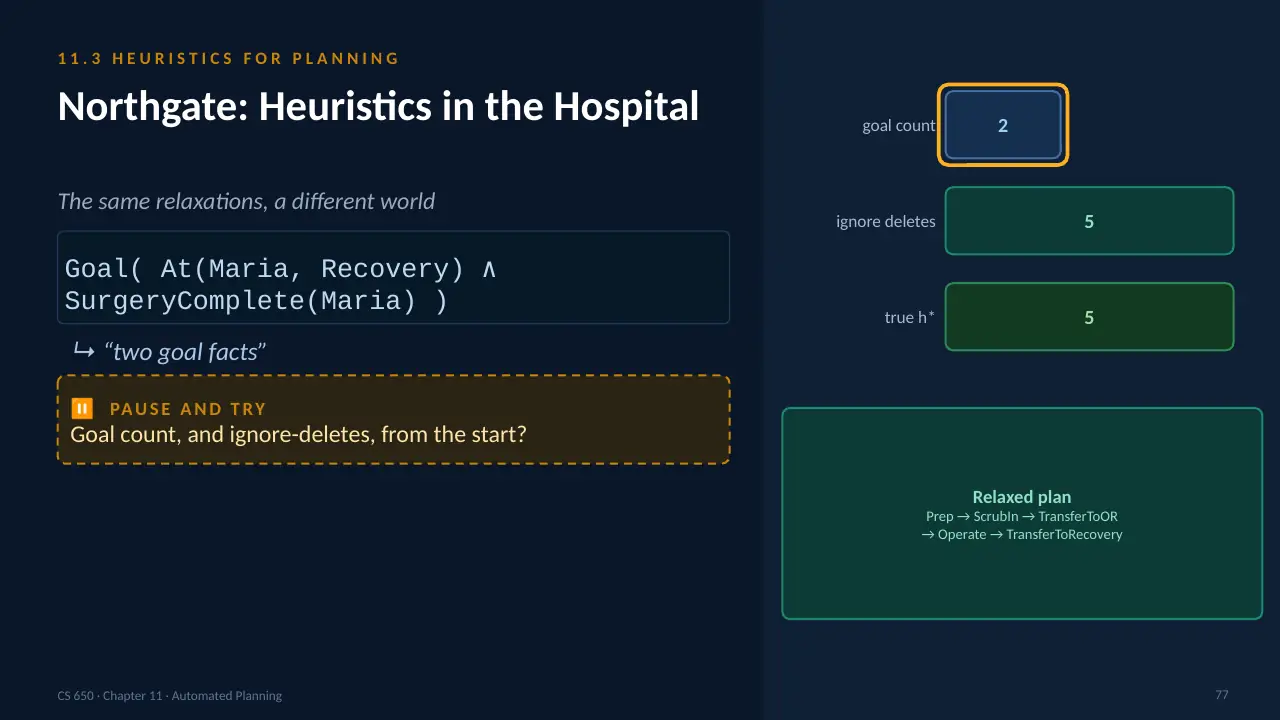 11.3 HEURISTICS FOR PLANNING
Northgate: Heuristics in the Hospital
The same relaxations, a different world
Goal( At(Maria, Recovery) ∧
SurgeryComplete(Maria) )
↪ “two goal facts”
⏸ PAUSE AND TRY
Goal count, and ignore-deletes, from the start?
goal count 2
ignore deletes 5
true h* 5
Relaxed plan
Prep → ScrubIn → TransferToOR
→ Operate → TransferToRecovery
CS 650 · Chapter 11 · Automated Planning
77